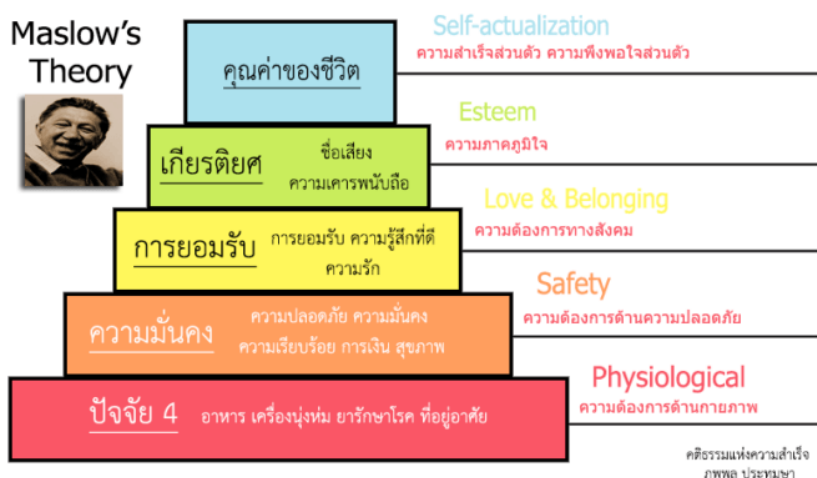 Maslow's
Theory
คุณค่าของชีวิต
Self-actualization
ความสำเร็จส่วนตัว ความพึงพอใจส่วนตัว
เกียรติยศ
ชื่อเสียง
ความเคารพนับถือ
Esteem
ความภาคภูมิใจ
การยอมรับ
การยอมรับ ความรู้สึกที่ดี
ความรัก
Love & Belonging
ความต้องการทางสังคม
ความมั่นคง
ความปลอดภัย ความมั่นคง
ความเรียบร้อย การเงิน สุขภาพ
Safety
ความต้องการด้านความปลอดภัย
ปัจจัย 4
อาหาร เครื่องนุ่งห่ม ยารักษาโรค ที่อยู่อาศัย
Physiological
ความต้องการด้านกายภาพ
คติธรรมแห่งความสำเร็จ
ภพพล ประทุมษา